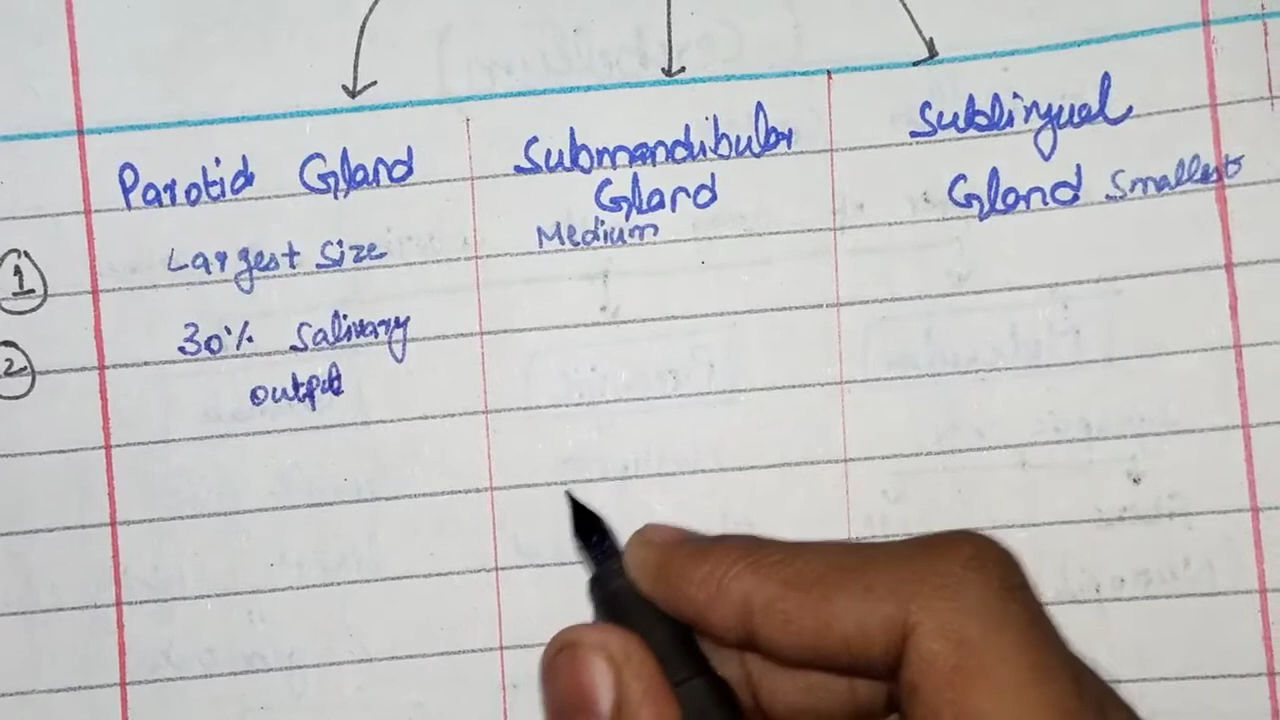 Parotid Gland
Submandibular
Gland
Sublingual
Gland Smallest
1 Largest Size
Medium
2 30% Salivary
output